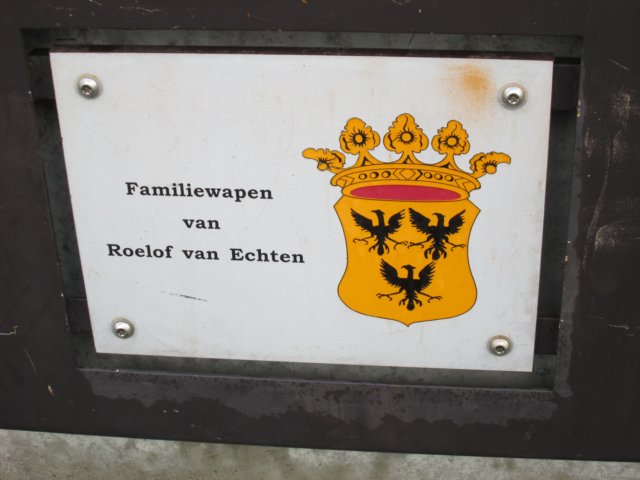 Familiewapen
van
Roelof van Echten